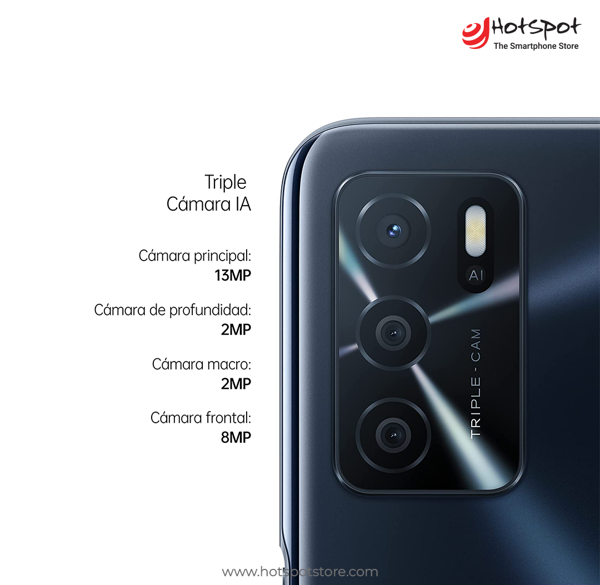 HOTSPOT
The Smartphone Store
Triple
Cámara IA
Cámara principal:
13MP
Cámara de profundidad:
2MP
Cámara macro:
2MP
Cámara frontal:
8MP
AI
TRIPLE - CAM
www.hotspotstore.com